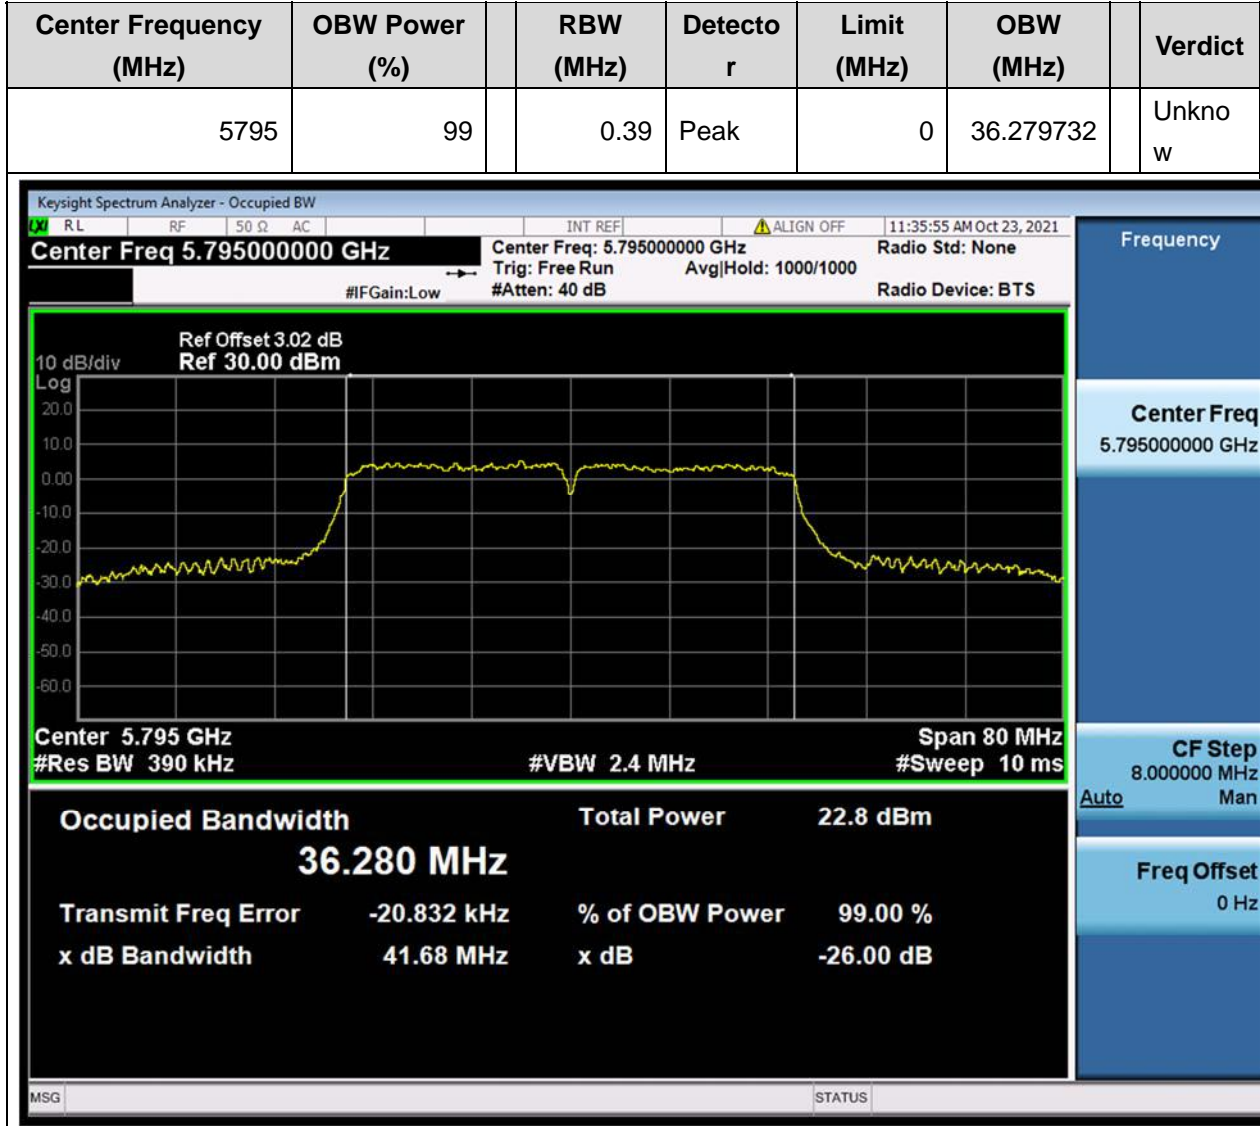 Center Frequency (MHz) OBW Power (%) RBW (MHz) Detecto r Limit (MHz) OBW (MHz) Verdict
5795 99 0.39 Peak 0 36.279732 Unkno w
Keysight Spectrum Analyzer - Occupied BW
LXI RL RF 50 Ω AC INT REF ALIGN OFF 11:35:55 AM Oct 23, 2021
Center Freq 5.795000000 GHz Center Freq: 5.795000000 GHz Radio Std: None
Trig: Free Run Avg|Hold: 1000/1000
#IFGain:Low #Atten: 40 dB Radio Device: BTS
Frequency
Ref Offset 3.02 dB
10 dB/div Ref 30.00 dBm
Log
20.0
10.0
0.00
-10.0
-20.0
-30.0
-40.0
-50.0
-60.0
Center 5.795 GHz Span 80 MHz
#Res BW 390 kHz #VBW 2.4 MHz #Sweep 10 ms
Center Freq
5.795000000 GHz
CF Step
8.000000 MHz
Auto Man
Freq Offset
0 Hz
Occupied Bandwidth Total Power 22.8 dBm
36.280 MHz
Transmit Freq Error -20.832 kHz % of OBW Power 99.00 %
x dB Bandwidth 41.68 MHz x dB -26.00 dB
MSG STATUS